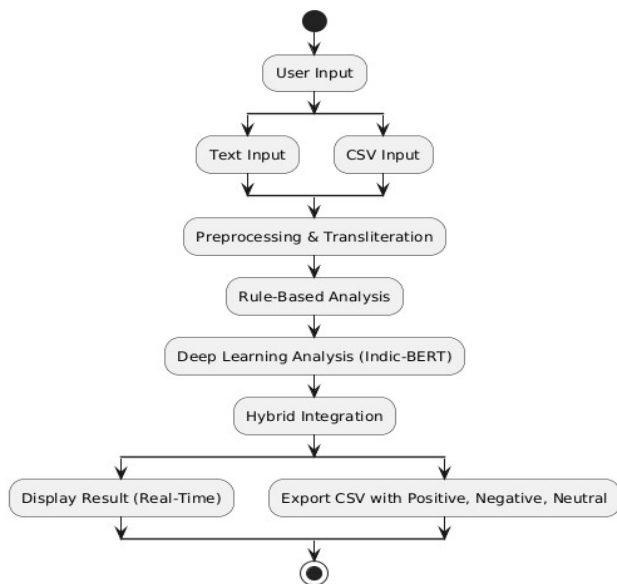 User Input
Text Input
CSV Input
Preprocessing & Transliteration
Rule-Based Analysis
Deep Learning Analysis (Indic-BERT)
Hybrid Integration
Display Result (Real-Time)
Export CSV with Positive, Negative, Neutral